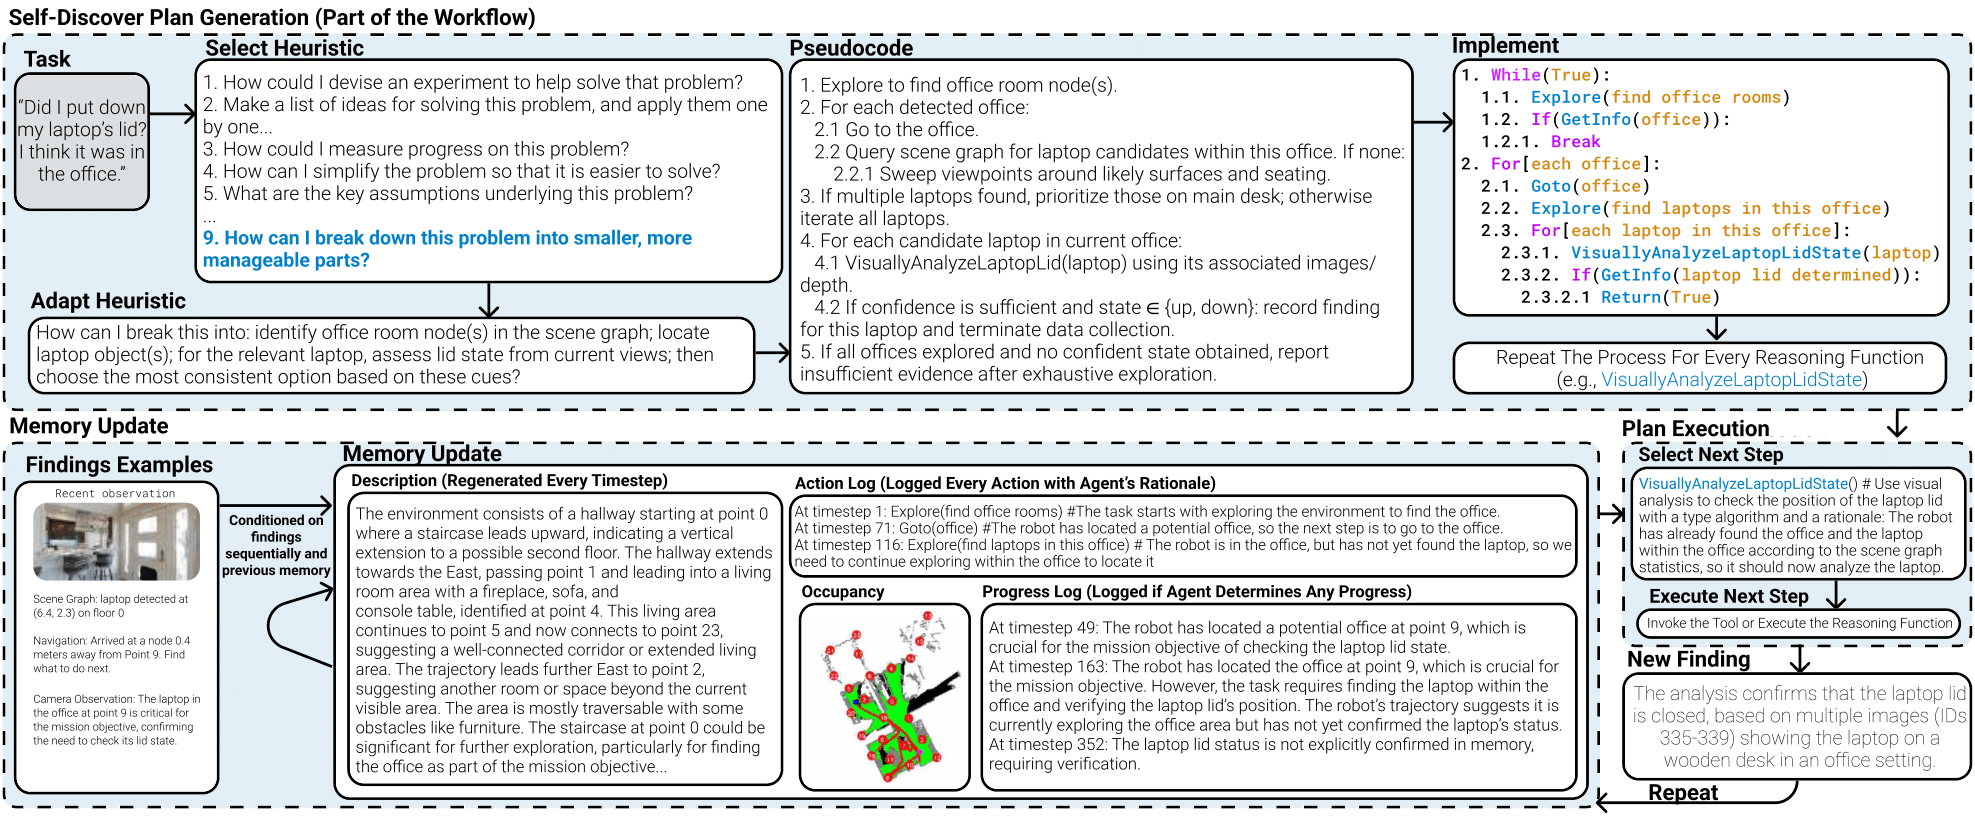 Self-Discover Plan Generation (Part of the Workflow)
Task
“Did I put down
my laptop’s lid?
I think it was in
the office.”
Select Heuristic
1. How could I devise an experiment to help solve that problem?
2. Make a list of ideas for solving this problem, and apply them one
by one...
3. How could I measure progress on this problem?
4. How can I simplify the problem so that it is easier to solve?
5. What are the key assumptions underlying this problem?
...
9. How can I break down this problem into smaller, more
manageable parts?
Adapt Heuristic
How can I break this into: identify office room node(s) in the scene graph; locate
laptop object(s); for the relevant laptop, assess lid state from current views; then
choose the most consistent option based on these cues?
Pseudocode
1. Explore to find office room node(s).
2. For each detected office:
2.1 Go to the office.
2.2 Query scene graph for laptop candidates within this office. If none:
2.2.1 Sweep viewpoints around likely surfaces and seating.
3. If multiple laptops found, prioritize those on main desk; otherwise
iterate all laptops.
4. For each candidate laptop in current office:
4.1 VisuallyAnalyzeLaptopLid(laptop) using its associated images/
depth.
4.2 If confidence is sufficient and state ∈ {up, down}: record finding
for this laptop and terminate data collection.
5. If all offices explored and no confident state obtained, report
insufficient evidence after exhaustive exploration.
Implement
1. While(True):
1.1. Explore(find office rooms)
1.2. If(GetInfo(office)):
1.2.1. Break
2. For[each office]:
2.1. Goto(office)
2.2. Explore(find laptops in this office)
2.3. For[each laptop in this office]:
2.3.1. VisuallyAnalyzeLaptopLidState(laptop)
2.3.2. If(GetInfo(laptop lid determined)):
2.3.2.1 Return(True)
Repeat The Process For Every Reasoning Function
(e.g., VisuallyAnalyzeLaptopLidState)
Memory Update
Findings Examples
Recent observation
Scene Graph: laptop detected at
(6.4, 2.3) on floor 0
Navigation: Arrived at a node 0.4
meters away from Point 9. Find
what to do next.
Camera Observation: The laptop in
the office at point 9 is critical for
the mission objective, confirming
the need to check its lid state.
Conditioned on
findings
sequentially and
previous memory
Memory Update
Description (Regenerated Every Timestep)
The environment consists of a hallway starting at point 0
where a staircase leads upward, indicating a vertical
extension to a possible second floor. The hallway extends
towards the East, passing point 1 and leading into a living
room area with a fireplace, sofa, and
console table, identified at point 4. This living area
continues to point 5 and now connects to point 23,
suggesting a well-connected corridor or extended living
area. The trajectory leads further East to point 2,
suggesting another room or space beyond the current
visible area. The area is mostly traversable with some
obstacles like furniture. The staircase at point 0 could be
significant for further exploration, particularly for finding
the office as part of the mission objective...
Action Log (Logged Every Action with Agent’s Rationale)
At timestep 1: Explore(find office rooms) #The task starts with exploring the environment to find the office.
At timestep 71: Goto(office) #The robot has located a potential office, so the next step is to go to the office.
At timestep 116: Explore(find laptops in this office) # The robot is in the office, but has not yet found the laptop, so we
need to continue exploring within the office to locate it
Occupancy
Progress Log (Logged if Agent Determines Any Progress)
At timestep 49: The robot has located a potential office at point 9, which is
crucial for the mission objective of checking the laptop lid state.
At timestep 163: The robot has located the office at point 9, which is crucial for
the mission objective. However, the task requires finding the laptop within the
office and verifying the laptop lid’s position. The robot’s trajectory suggests it is
currently exploring the office area but has not yet confirmed the laptop’s status.
At timestep 352: The laptop lid status is not explicitly confirmed in memory,
requiring verification.
Plan Execution
Select Next Step
VisuallyAnalyzeLaptopLidState() # Use visual
analysis to check the position of the laptop lid
with a type algorithm and a rationale: The robot
has already found the office and the laptop
within the office according to the scene graph
statistics, so it should now analyze the laptop.
Execute Next Step
Invoke the Tool or Execute the Reasoning Function
New Finding
The analysis confirms that the laptop lid
is closed, based on multiple images (IDs
335-339) showing the laptop on a
wooden desk in an office setting.
Repeat